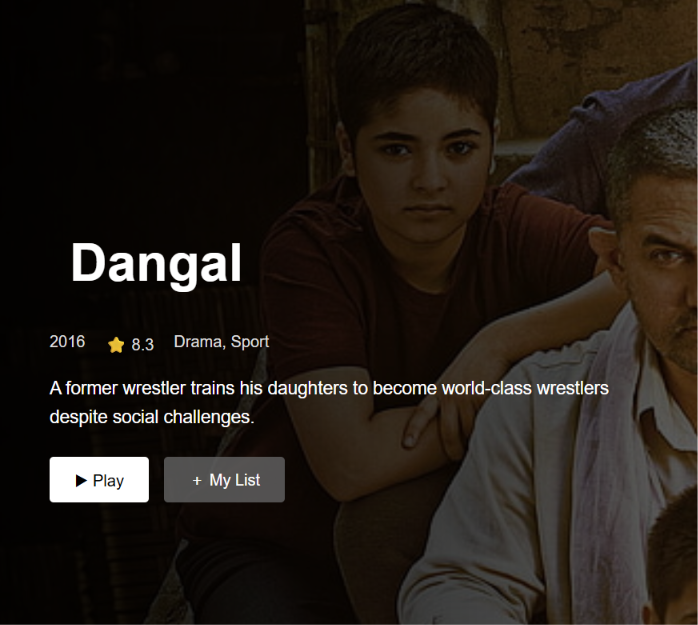 Dangal
2016 8.3 Drama, Sport
A former wrestler trains his daughters to become world-class wrestlers
despite social challenges.
Play + My List